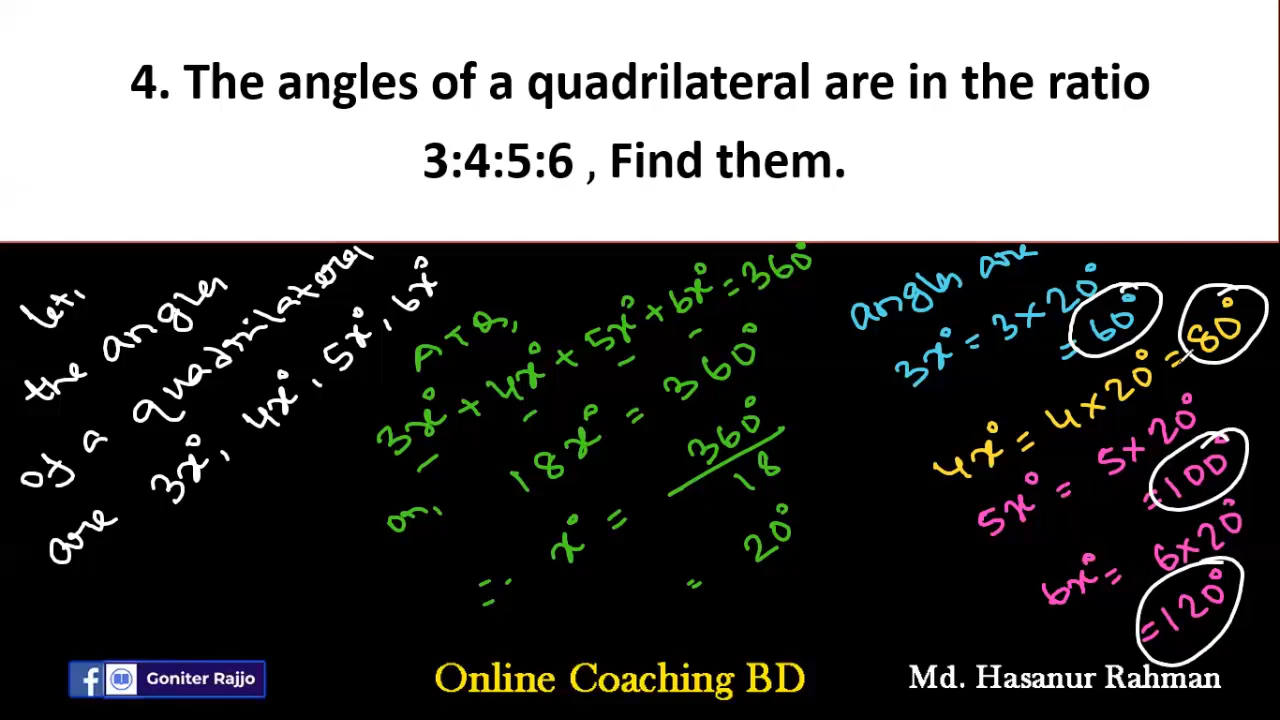 4. The angles of a quadrilateral are in the ratio
3:4:5:6 , Find them.
let,
the angles
of a quadrilateral
are 3x°, 4x°, 5x°, 6x°
ATQ,
3x° + 4x° + 5x° + 6x° = 360°
or, 18x° = 360°
∴ x° = 360° / 18
= 20°
angles are
3x° = 3 × 20°
= 60°
4x° = 4 × 20° = 80°
5x° = 5 × 20°
= 100°
6x° = 6 × 20°
= 120°
f Goniter Rajjo
Online Coaching BD
Md. Hasanur Rahman